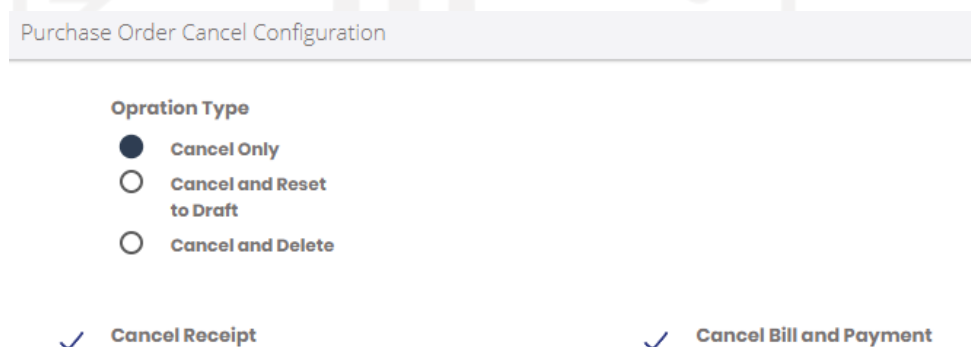 Purchase Order Cancel Configuration
Opration Type
Cancel Only
Cancel and Reset
to Draft
Cancel and Delete
Cancel Receipt
Cancel Bill and Payment